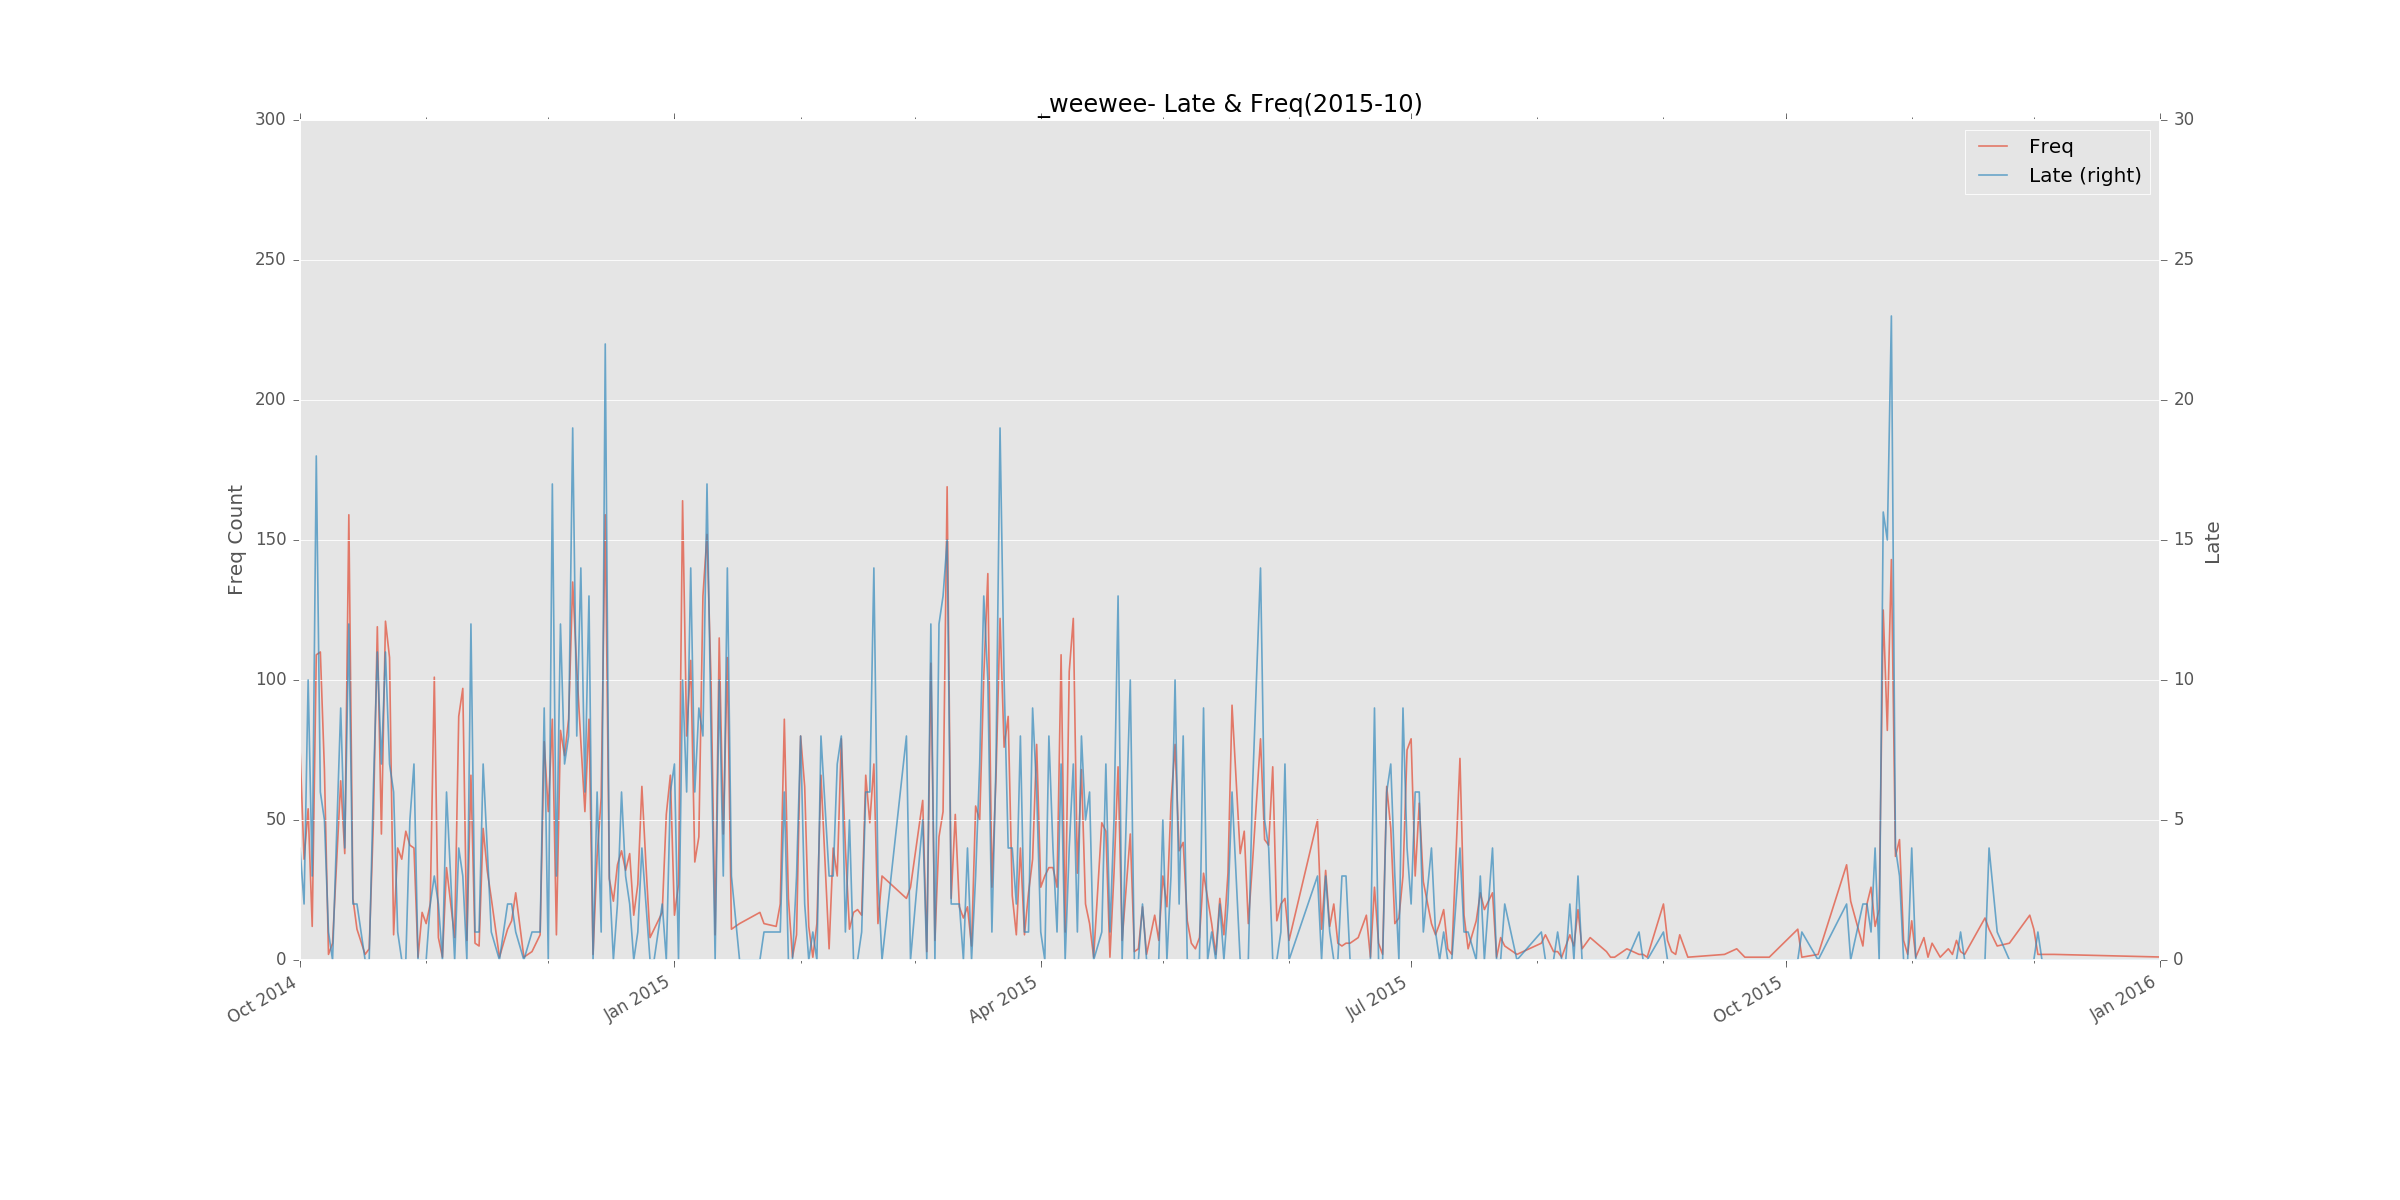 _weewee- Late & Freq(2015-10)
Freq
Late (right)
Freq Count
300
250
200
150
100
50
0
30
25
20
15
10
5
0
Late
Oct 2014
Jan 2015
Apr 2015
Jul 2015
Oct 2015
Jan 2016